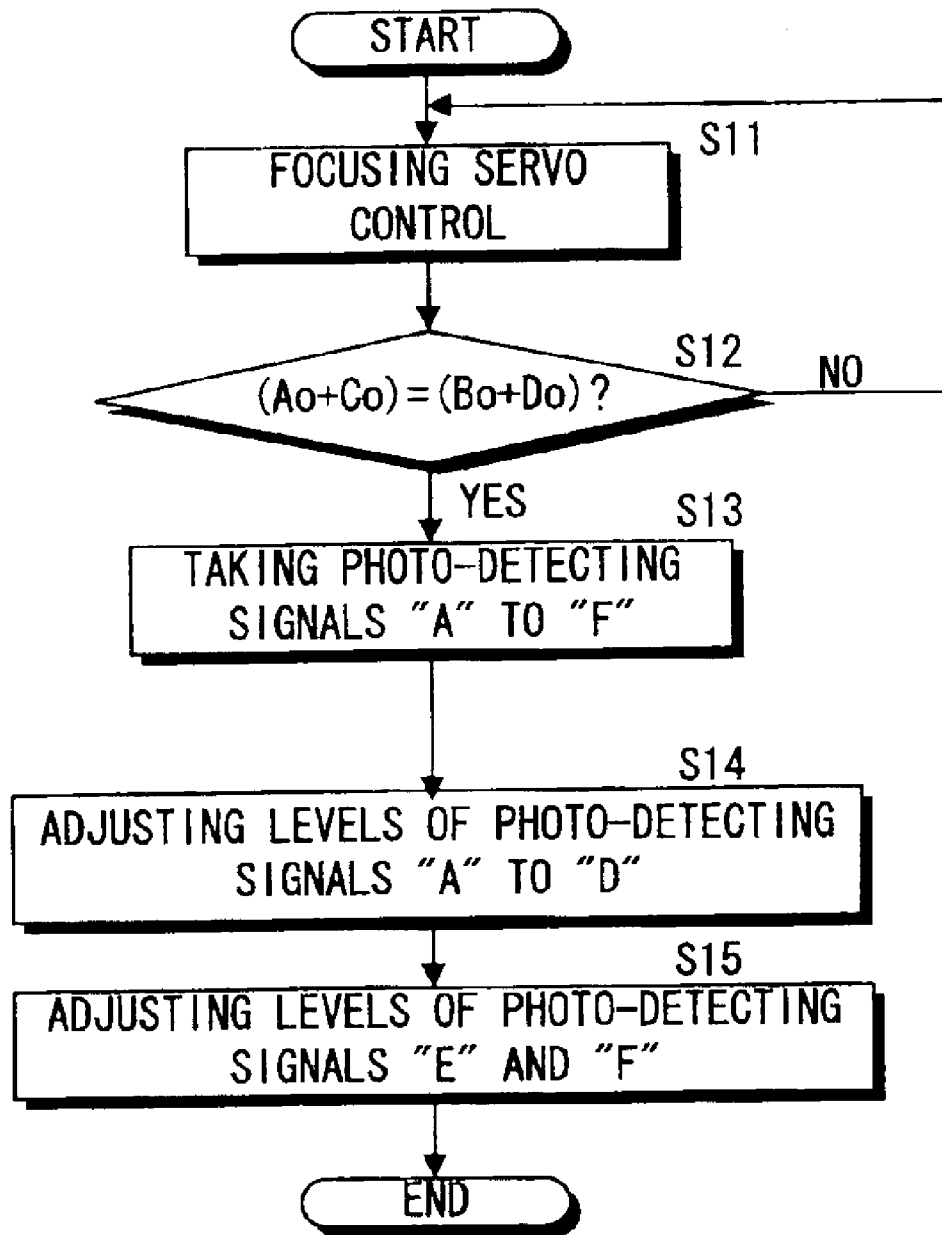 START
S11
FOCUSING SERVO
CONTROL
S12
(Ao+Co)=(Bo+Do)?
NO
YES
S13
TAKING PHOTO-DETECTING
SIGNALS "A" TO "F"
S14
ADJUSTING LEVELS OF PHOTO-DETECTING
SIGNALS "A" TO "D"
S15
ADJUSTING LEVELS OF PHOTO-DETECTING
SIGNALS "E" AND "F"
END